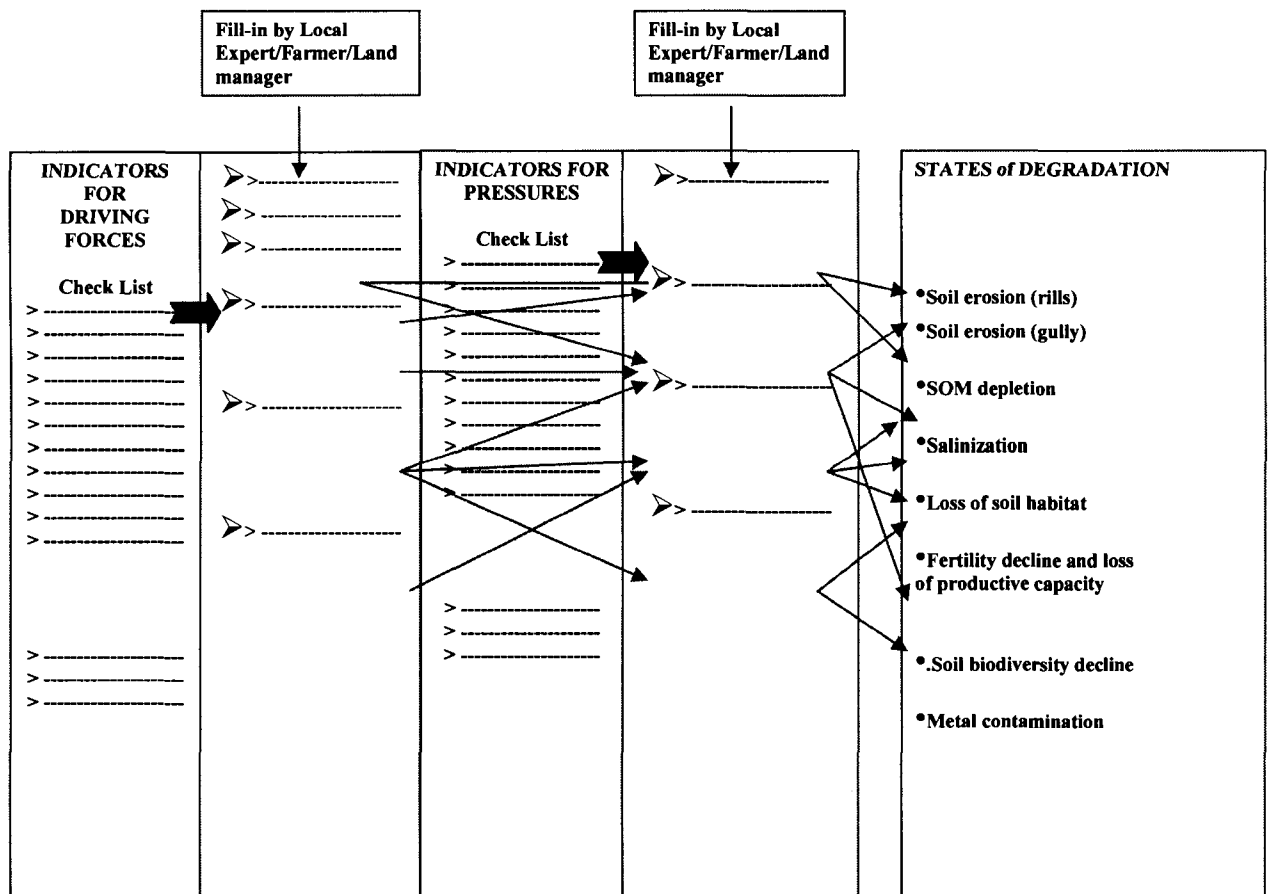 Fill-in by Local
Expert/Farmer/Land
manager
Fill-in by Local
Expert/Farmer/Land
manager
INDICATORS
FOR
DRIVING
FORCES
Check List
INDICATORS FOR
PRESSURES
Check List
STATES of DEGRADATION
•Soil erosion (rills)
•Soil erosion (gully)
•SOM depletion
•Salinization
•Loss of soil habitat
•Fertility decline and loss
of productive capacity
•.Soil biodiversity decline
•Metal contamination